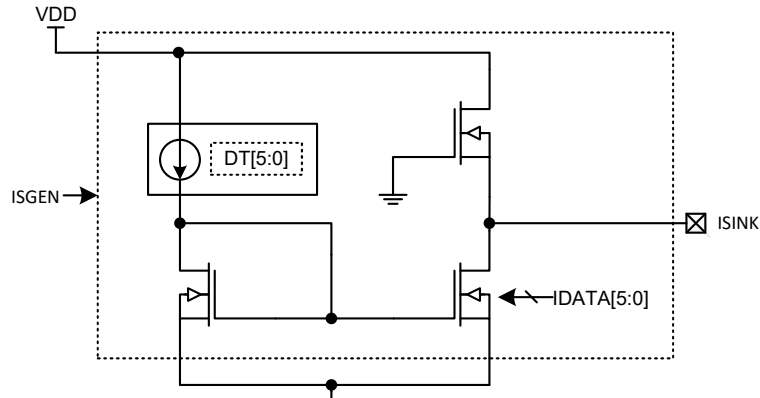 VDD
DT[5:0]
ISGEN
ISINK
IDATA[5:0]